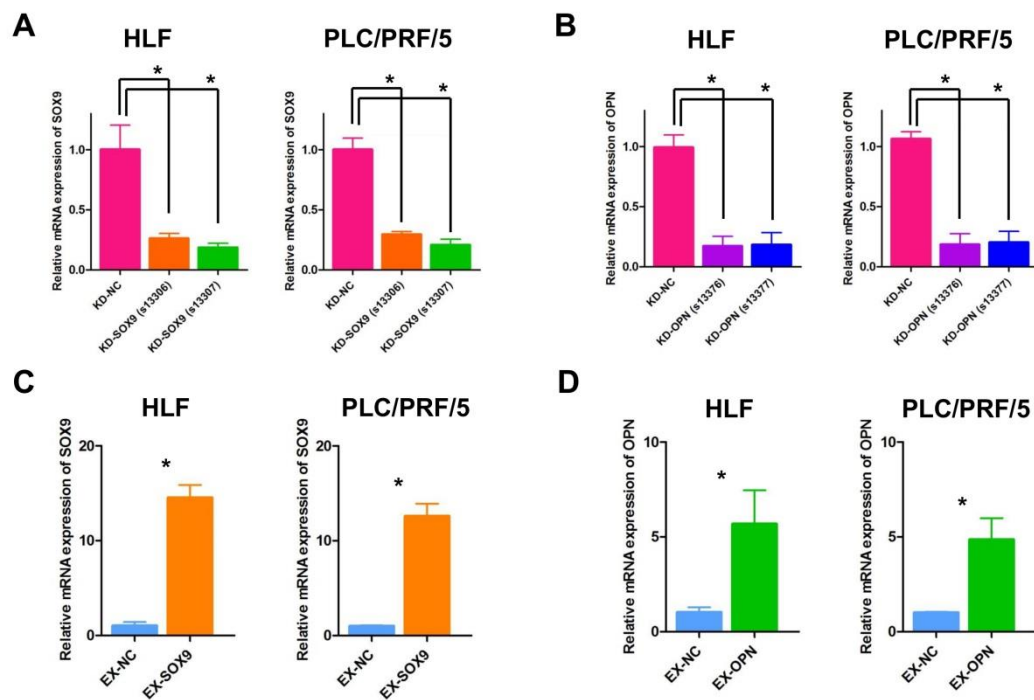 A
HLF
PLC/PRF/5
Relative mRNA expression of SOX9
1.0
0.5
0.0
*
*
KD-NC
KD-SOX9 (s13306)
KD-SOX9 (s13307)
Relative mRNA expression of SOX9
1.0
0.5
0.0
*
*
KD-NC
KD-SOX9 (s13306)
KD-SOX9 (s13307)
B
HLF
PLC/PRF/5
Relative mRNA expression of OPN
1.0
0.5
0.0
*
*
KD-NC
KD-OPN (s13376)
KD-OPN (s13377)
Relative mRNA expression of OPN
1.0
0.5
0.0
*
*
KD-NC
KD-OPN (s13376)
KD-OPN (s13377)
C
HLF
PLC/PRF/5
Relative mRNA expression of SOX9
20
10
0
*
EX-NC
EX-SOX9
Relative mRNA expression of SOX9
20
10
0
*
EX-NC
EX-SOX9
D
HLF
PLC/PRF/5
Relative mRNA expression of OPN
10
5
0
*
EX-NC
EX-OPN
Relative mRNA expression of OPN
10
5
0
*
EX-NC
EX-OPN